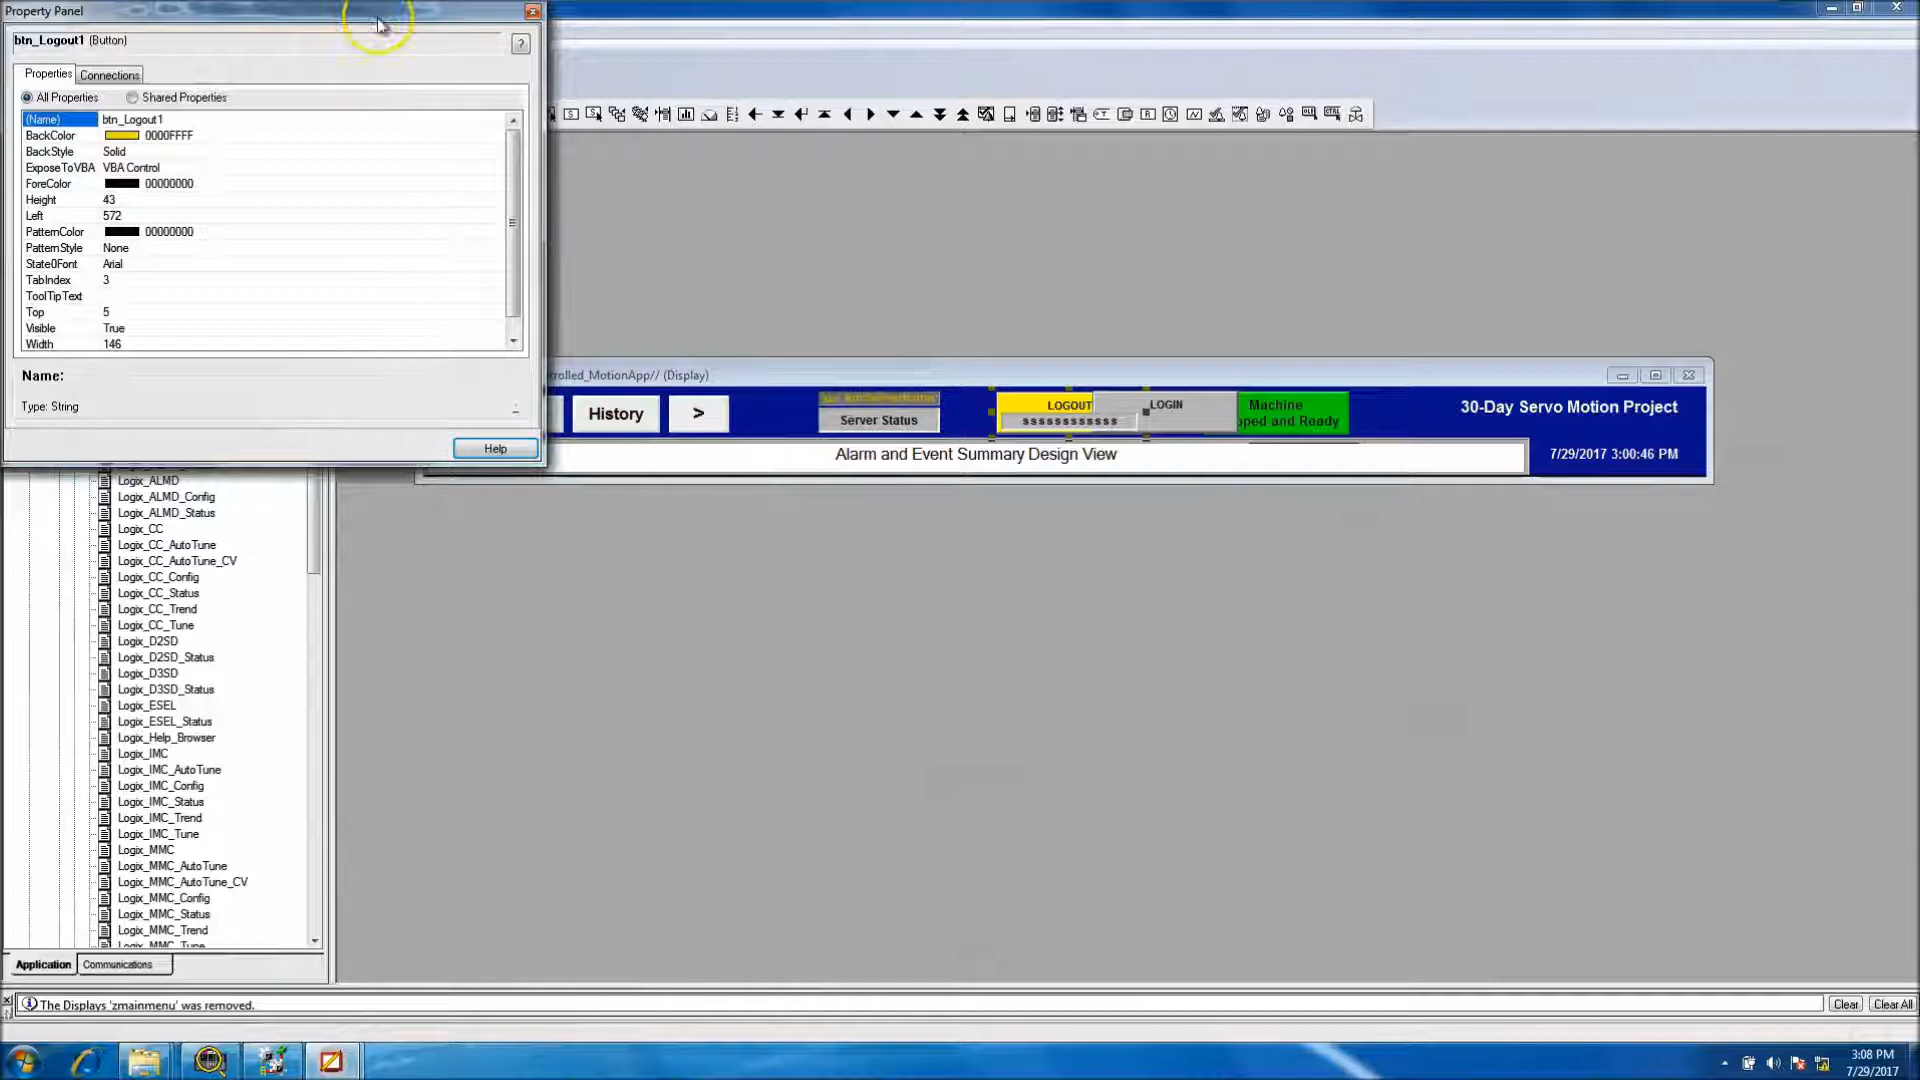 Property Panel
btn_Logout1 (Button)
?
Properties Connections
All Properties Shared Properties
(Name) btn_Logout1
BackColor 0000FFFF
BackStyle Solid
ExposeToVBA VBA Control
ForeColor 00000000
Height 43
Left 572
PatternColor 00000000
PatternStyle None
State0Font Arial
TabIndex 3
ToolTipText
Top 5
Visible True
Width 146
Name:
Type: String
Help
rolled_MotionApp// (Display)
History > Server Status
LOGOUT LOGIN
ssssssssssss
Machine
pped and Ready
30-Day Servo Motion Project
Alarm and Event Summary Design View
7/29/2017 3:00:46 PM
Logix_ALMD
Logix_ALMD_Config
Logix_ALMD_Status
Logix_CC
Logix_CC_AutoTune
Logix_CC_AutoTune_CV
Logix_CC_Config
Logix_CC_Status
Logix_CC_Trend
Logix_CC_Tune
Logix_D2SD
Logix_D2SD_Status
Logix_D3SD
Logix_D3SD_Status
Logix_ESEL
Logix_ESEL_Status
Logix_Help_Browser
Logix_IMC
Logix_IMC_AutoTune
Logix_IMC_Config
Logix_IMC_Status
Logix_IMC_Trend
Logix_IMC_Tune
Logix_MMC
Logix_MMC_AutoTune
Logix_MMC_AutoTune_CV
Logix_MMC_Config
Logix_MMC_Status
Logix_MMC_Trend
Logix_MMC_Tune
Application Communications
The Displays 'zmainmenu' was removed.
Clear Clear All
3:08 PM
7/29/2017